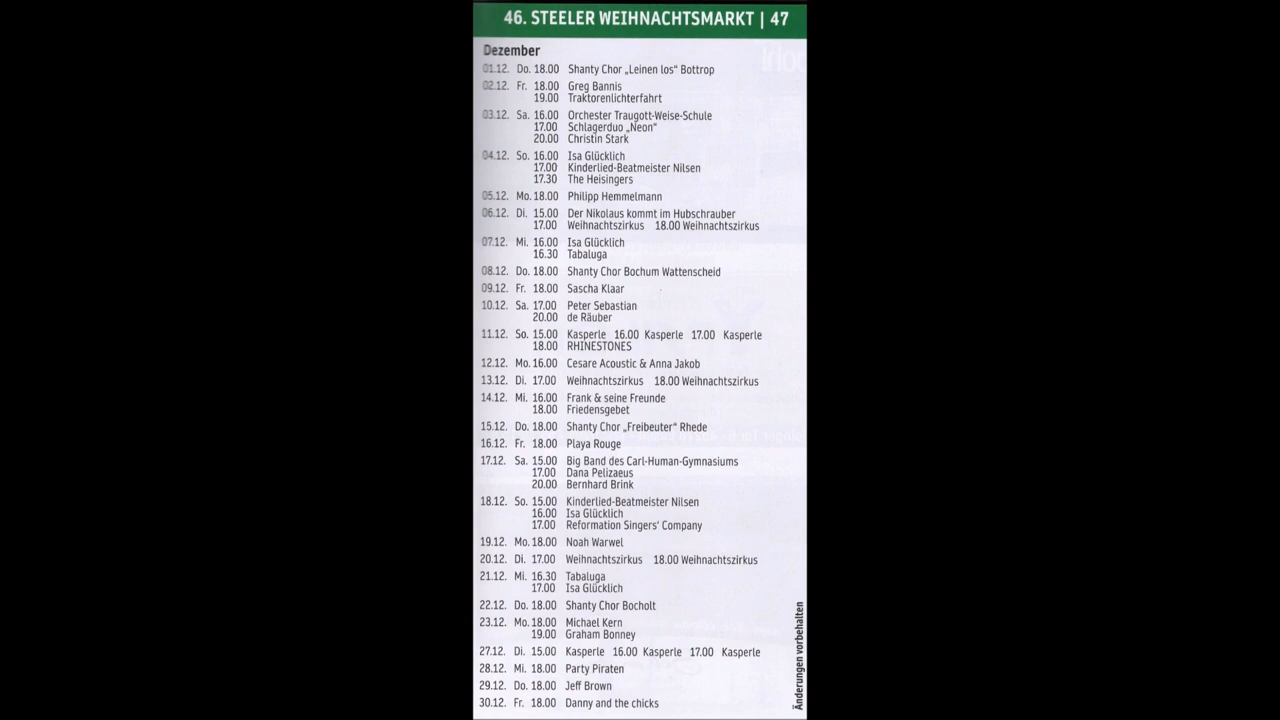 46. STEELER WEIHNACHTSMARKT | 47
Dezember
01.12. Do. 18.00 Shanty Chor „Leinen los“ Bottrop
02.12. Fr. 18.00 Greg Bannis
19.00 Traktorenlichterfahrt
03.12. Sa. 16.00 Orchester Traugott-Weise-Schule
17.00 Schlagerduo „Neon“
20.00 Christin Stark
04.12. So. 16.00 Isa Glücklich
17.00 Kinderlied-Beatmeister Nilsen
17.30 The Heisingers
05.12. Mo. 18.00 Philipp Hemmelmann
06.12. Di. 15.00 Der Nikolaus kommt im Hubschrauber
17.00 Weihnachtszirkus 18.00 Weihnachtszirkus
07.12. Mi. 16.00 Isa Glücklich
16.30 Tabaluga
08.12. Do. 18.00 Shanty Chor Bochum Wattenscheid
09.12. Fr. 18.00 Sascha Klaar
10.12. Sa. 17.00 Peter Sebastian
20.00 de Räuber
11.12. So. 15.00 Kasperle 16.00 Kasperle 17.00 Kasperle
18.00 RHINESTONES
12.12. Mo. 16.00 Cesare Acoustic & Anna Jakob
13.12. Di. 17.00 Weihnachtszirkus 18.00 Weihnachtszirkus
14.12. Mi. 16.00 Frank & seine Freunde
18.00 Friedensgebet
15.12. Do. 18.00 Shanty Chor „Freibeuter“ Rhede
16.12. Fr. 18.00 Playa Rouge
17.12. Sa. 15.00 Big Band des Carl-Human-Gymnasiums
17.00 Dana Pelizaeus
20.00 Bernhard Brink
18.12. So. 15.00 Kinderlied-Beatmeister Nilsen
16.00 Isa Glücklich
17.00 Reformation Singers' Company
19.12. Mo. 18.00 Noah Warwel
20.12. Di. 17.00 Weihnachtszirkus 18.00 Weihnachtszirkus
21.12. Mi. 16.30 Tabaluga
17.00 Isa Glücklich
22.12. Do. 18.00 Shanty Chor Bocholt
23.12. Mo. 18.00 Michael Kern
19.00 Graham Bonney
27.12. Di. 15.00 Kasperle 16.00 Kasperle 17.00 Kasperle
28.12. Mi. 18.00 Party Piraten
29.12. Do. 18.00 Jeff Brown
30.12. Fr. 18.00 Danny and the chicks
Änderungen vorbehalten